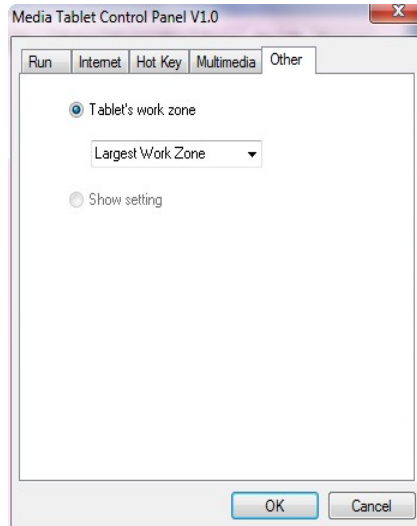 Media Tablet Control Panel V1.0
Run Internet Hot Key Multimedia Other
Tablet's work zone
Largest Work Zone
Show setting
OK Cancel